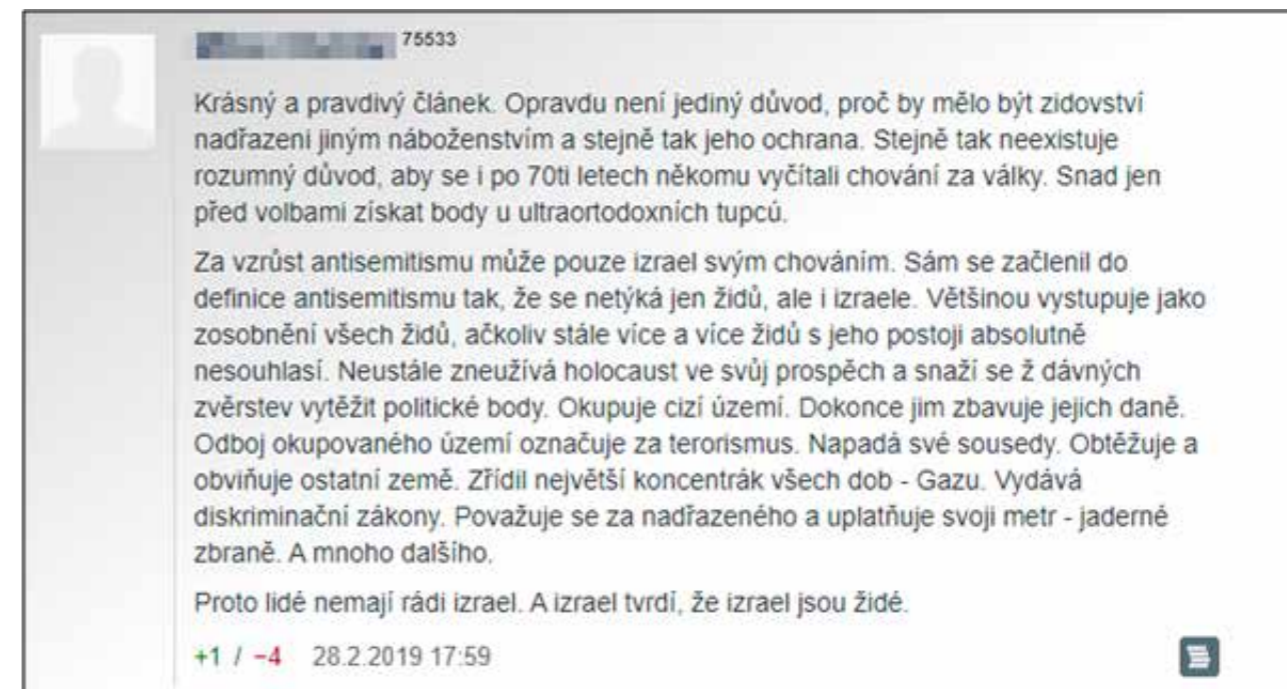 75533
Krásný a pravdivý článek. Opravdu není jediný důvod, proč by mělo být zidovství
nadřazeni jiným náboženstvím a stejně tak jeho ochrana. Stejně tak neexistuje
rozumný důvod, aby se i po 70ti letech někomu vyčítali chování za války. Snad jen
před volbami získat body u ultraortodoxních tupcú.
Za vzrůst antisemitismu může pouze izrael svým chováním. Sám se začlenil do
definice antisemitismu tak, že se netýká jen židů, ale i izraele. Většinou vystupuje jako
zosobnění všech židů, ačkoliv stále více a více židů s jeho postoji absolutně
nesouhlasí. Neustále zneužívá holocaust ve svůj prospěch a snaží se ž dávných
zvěrstev vytěžit politické body. Okupuje cizí území. Dokonce jim zbavuje jejich daně.
Odboj okupovaného území označuje za terorismus. Napadá své sousedy. Obtěžuje a
obviňuje ostatní země. Zřídil největší koncentrák všech dob - Gazu. Vydává
diskriminační zákony. Považuje se za nadřazeného a uplatňuje svoji metr - jaderné
zbraně. A mnoho dalšího.
Proto lidé nemají rádi izrael. A izrael tvrdí, že izrael jsou židé.
+1 / −4 28.2.2019 17:59